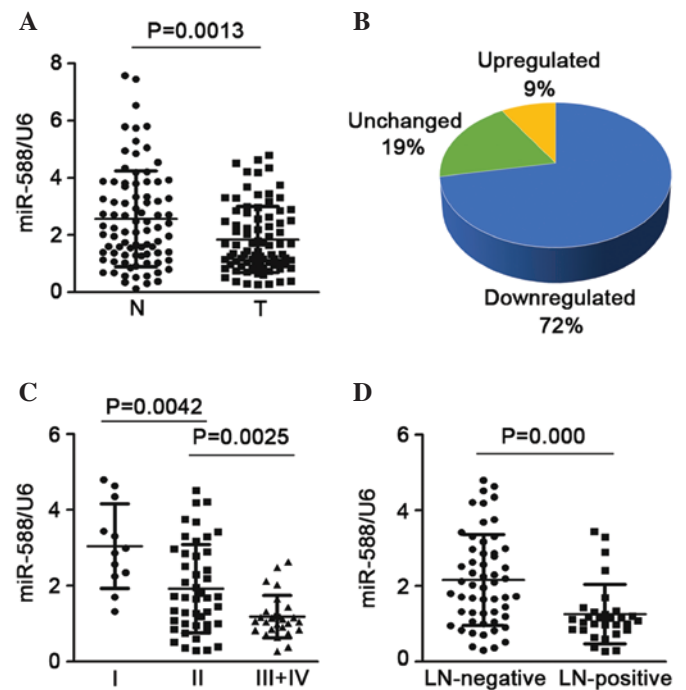 A
P=0.0013
miR-588/U6
8
6
4
2
0
N T
B
Upregulated
9%
Unchanged
19%
Downregulated
72%
C
P=0.0042
P=0.0025
miR-588/U6
6
4
2
0
I II III+IV
D
P=0.000
miR-588/U6
6
4
2
0
LN-negative LN-positive